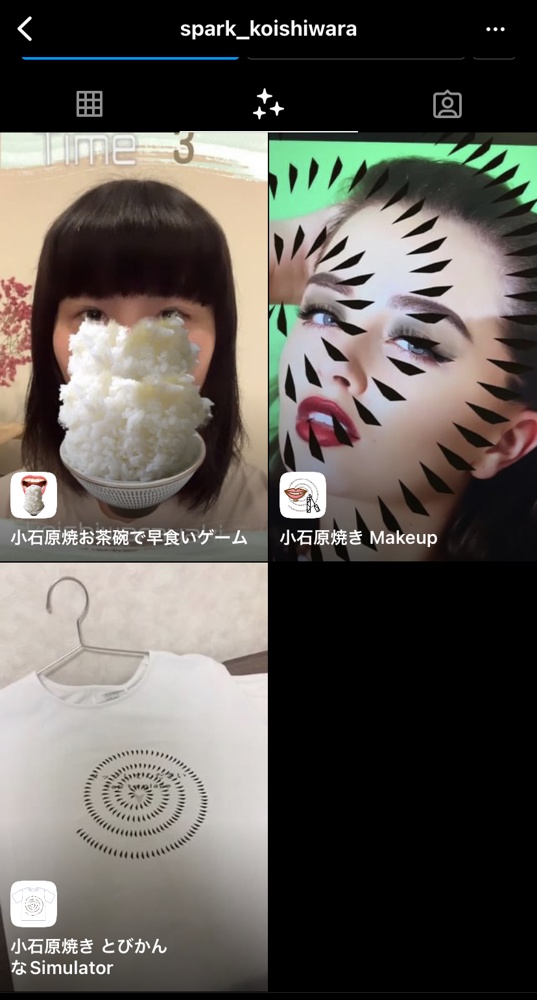 spark_koishiwara
Time 3
小石原焼お茶碗で早食いゲーム
小石原焼き Makeup
小石原焼き とびかん
なSimulator